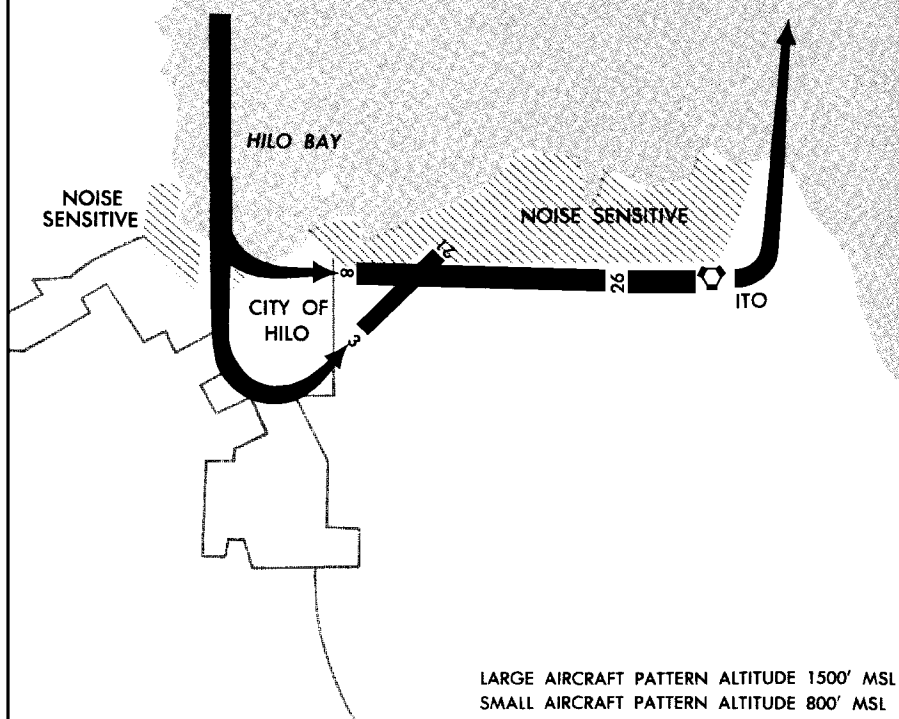 HILO BAY
NOISE
SENSITIVE
NOISE SENSITIVE
21
8
26
ITO
CITY OF
HILO
3
LARGE AIRCRAFT PATTERN ALTITUDE 1500' MSL
SMALL AIRCRAFT PATTERN ALTITUDE 800' MSL